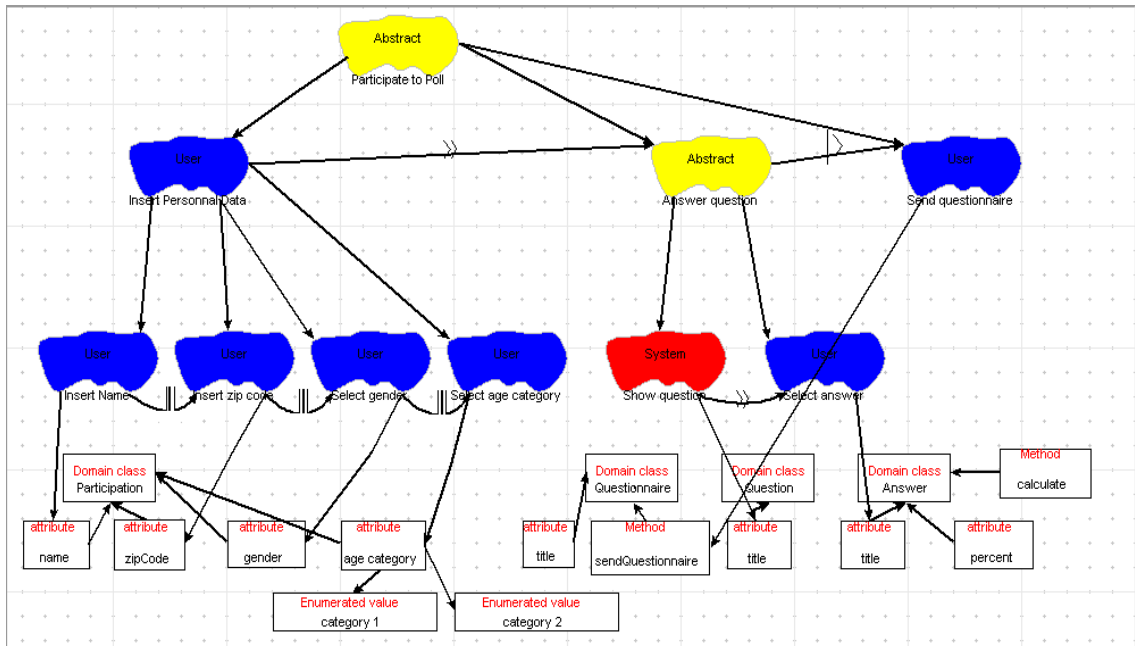 Abstract
Participate to Poll
User
Insert Personnal Data
Abstract
Answer question
User
Send questionnaire
User
Insert Name
User
Insert zip code
User
Select gender
User
Select age category
System
Show question
User
Select answer
Domain class
Participation
Domain class
Questionnaire
Domain class
Question
Domain class
Answer
Method
calculate
attribute
name
attribute
zipCode
attribute
gender
attribute
age category
attribute
title
Method
sendQuestionnaire
attribute
title
attribute
title
attribute
percent
Enumerated value
category 1
Enumerated value
category 2